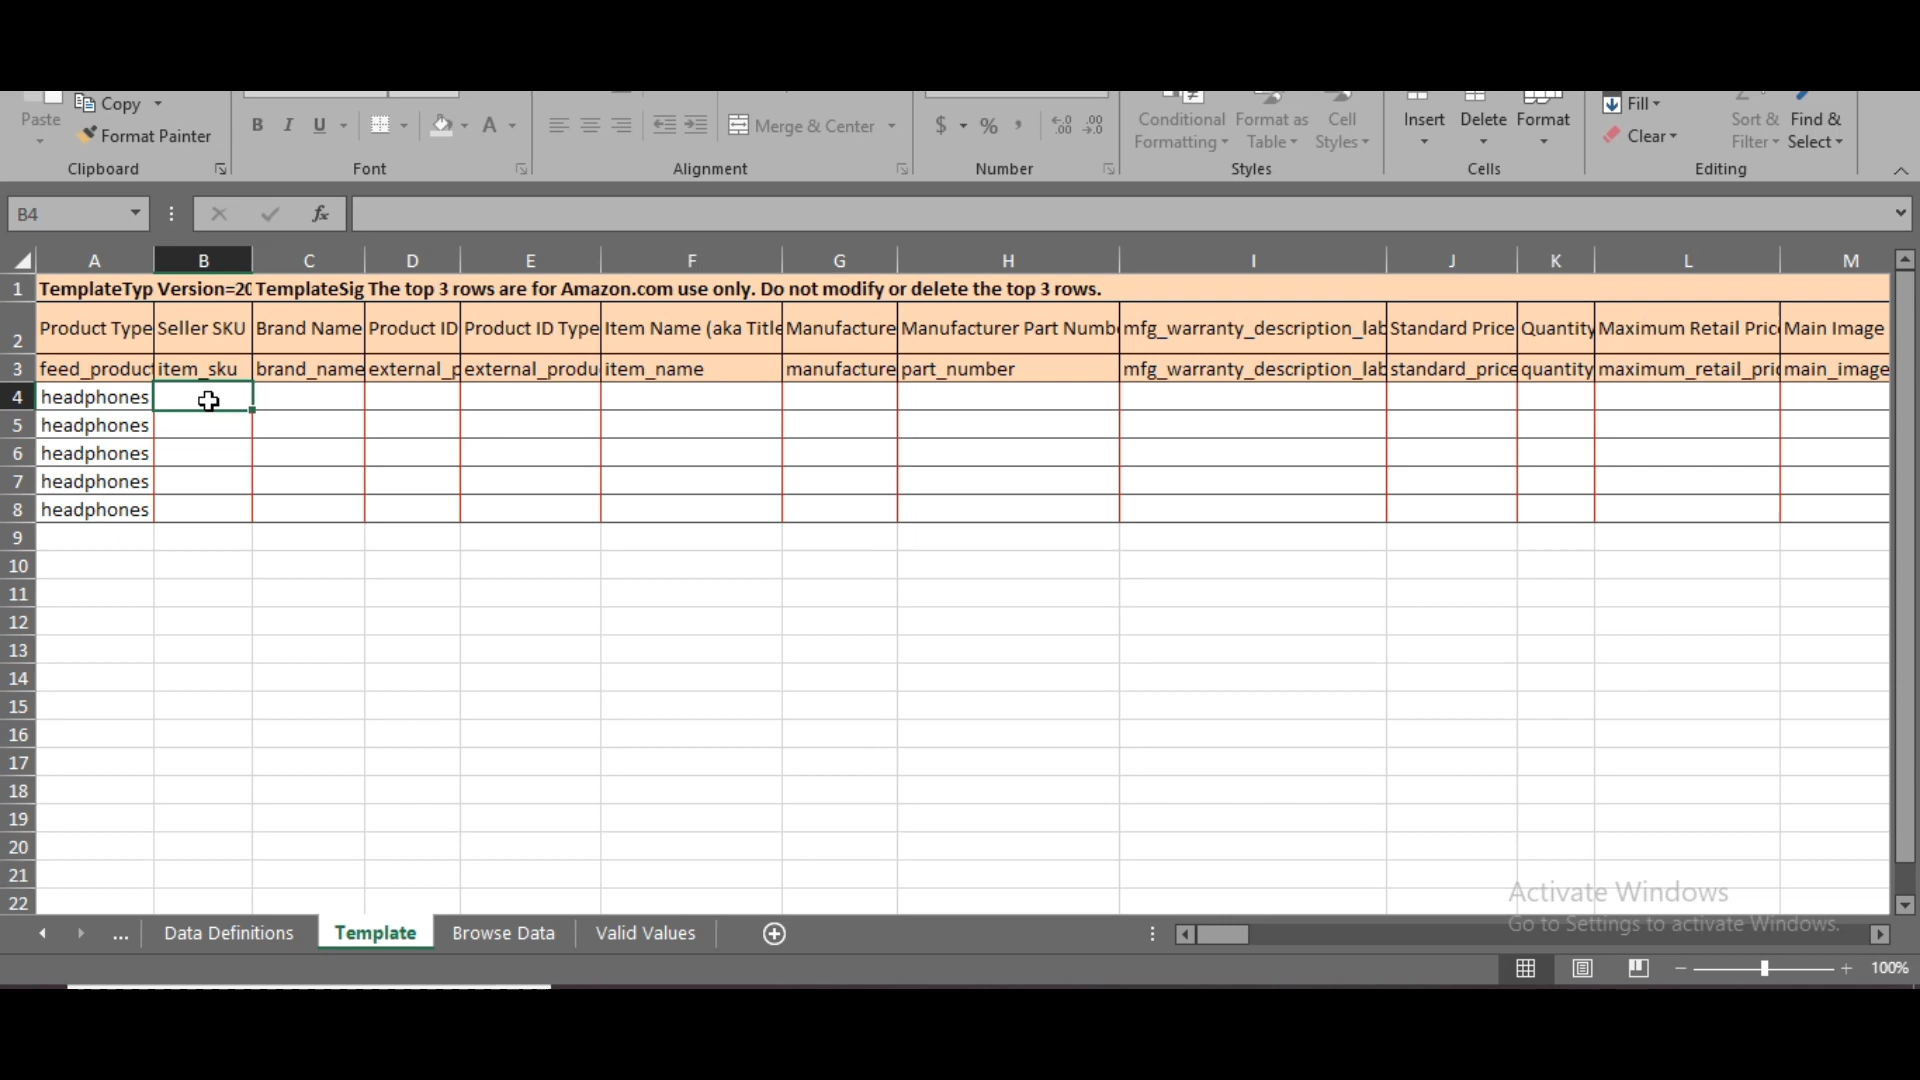 Copy
Paste
Format Painter
Clipboard
B I U
A
Font
Merge & Center
Alignment
$ % ,
Number
Conditional Formatting
Format as Table
Cell Styles
Styles
Insert
Delete
Format
Cells
Fill
Clear
Sort & Filter
Find & Select
Editing
B4
fx
A B C D E F G H I J K L M
1 TemplateTyp Version=20 TemplateSig The top 3 rows are for Amazon.com use only. Do not modify or delete the top 3 rows.
2 Product Type Seller SKU Brand Name Product ID Product ID Type Item Name (aka Title Manufacture Manufacturer Part Numb mfg_warranty_description_lab Standard Price Quantity Maximum Retail Pric Main Image
3 feed_product item_sku brand_name external_p external_produ item_name manufacture part_number mfg_warranty_description_lab standard_price quantity maximum_retail_pric main_image
4 headphones
5 headphones
6 headphones
7 headphones
8 headphones
9
10
11
12
13
14
15
16
17
18
19
20
21
22
Activate Windows
Go to Settings to activate Windows.
... Data Definitions Template Browse Data Valid Values
100%